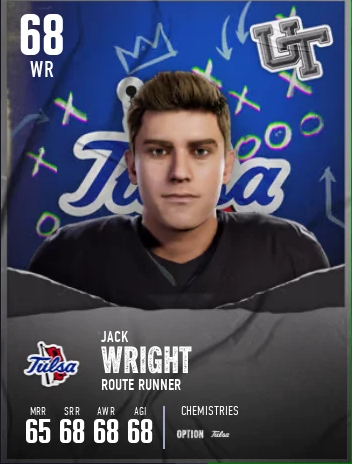 68
WR
UT
Tulsa
JACK
WRIGHT
ROUTE RUNNER
Tulsa
MRR SRR AWR AGI
65 68 68 68
CHEMISTRIES
OPTION Tulsa